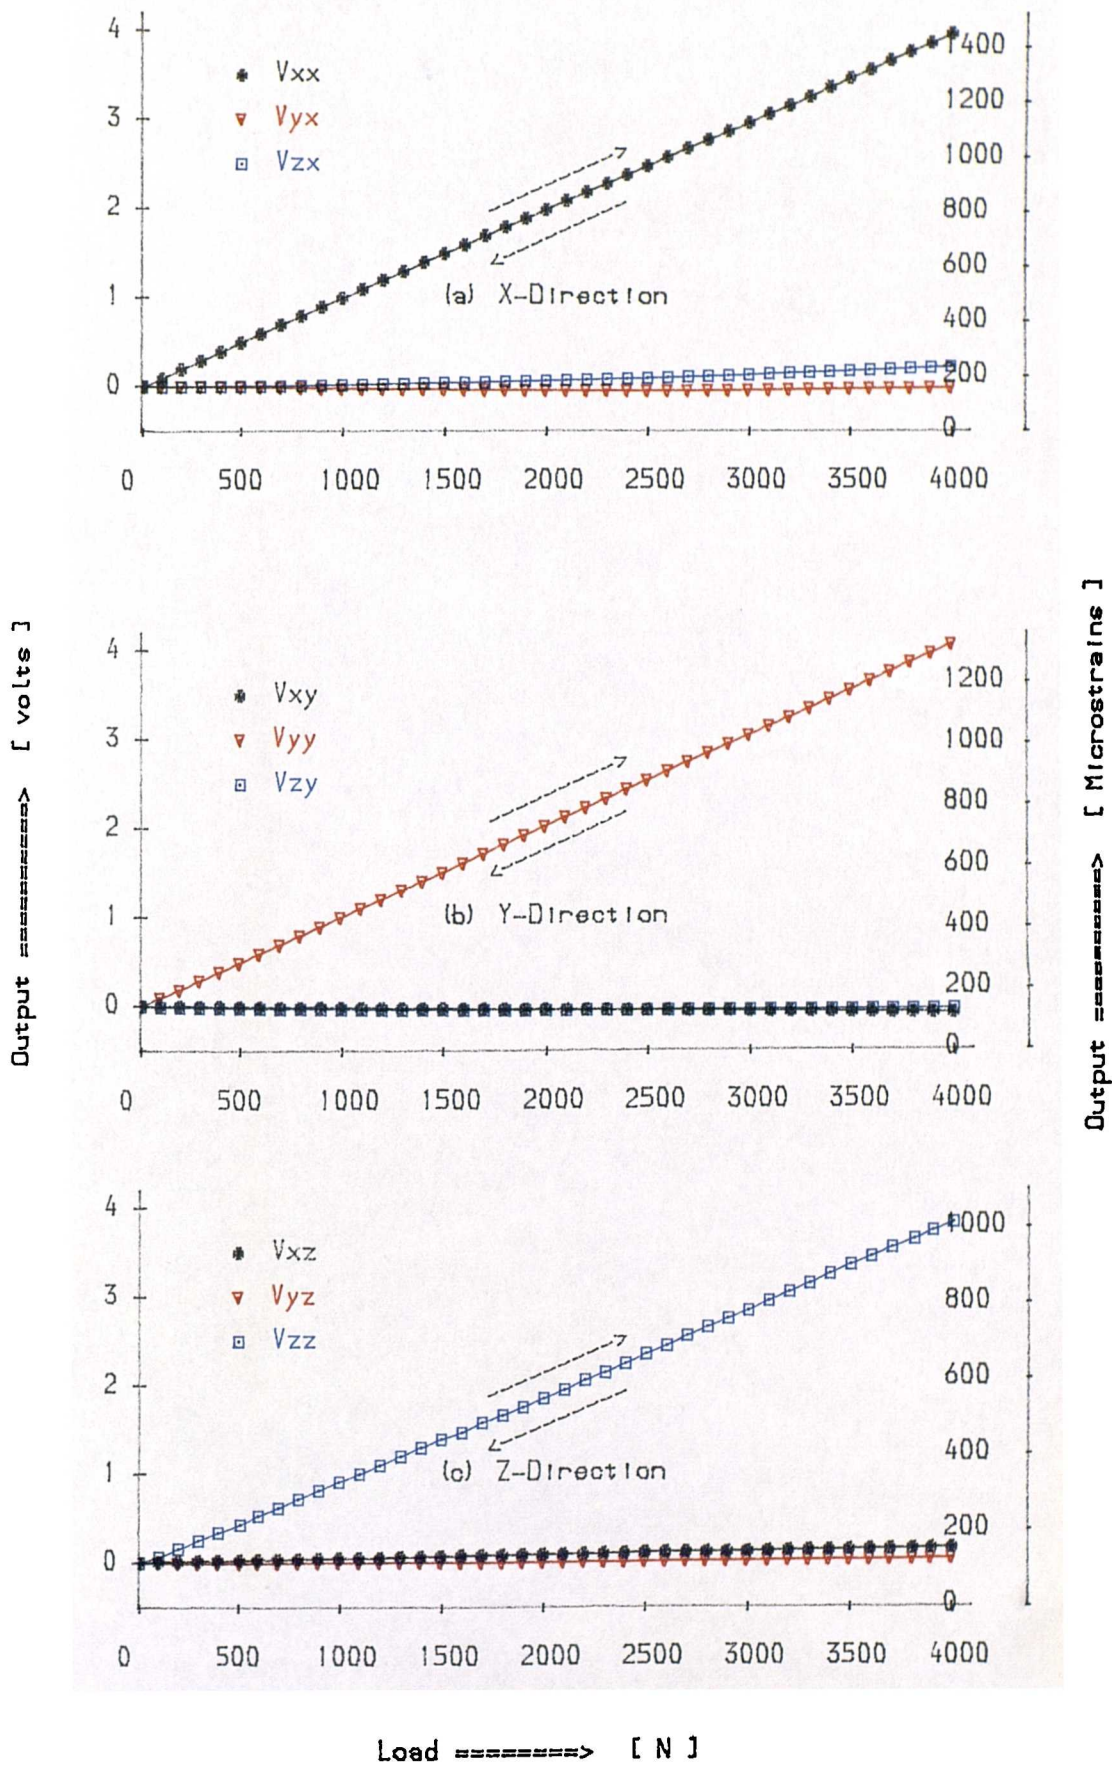 4
1400
Vxx
1200
3
Vyx
1000
Vzx
2
800
600
1
(a) X-Direction
400
0
200
0
0 500 1000 1500 2000 2500 3000 3500 4000
Output =========> [ volts ]
Output =========> [ Microstrains ]
4
1200
Vxy
3
Vyy
1000
Vzy
800
2
600
1
(b) Y-Direction
400
0
200
0
0 500 1000 1500 2000 2500 3000 3500 4000
4
1000
Vxz
3
Vyz
800
Vzz
600
2
400
1
(c) Z-Direction
200
0
0
0 500 1000 1500 2000 2500 3000 3500 4000
Load =========> [ N ]